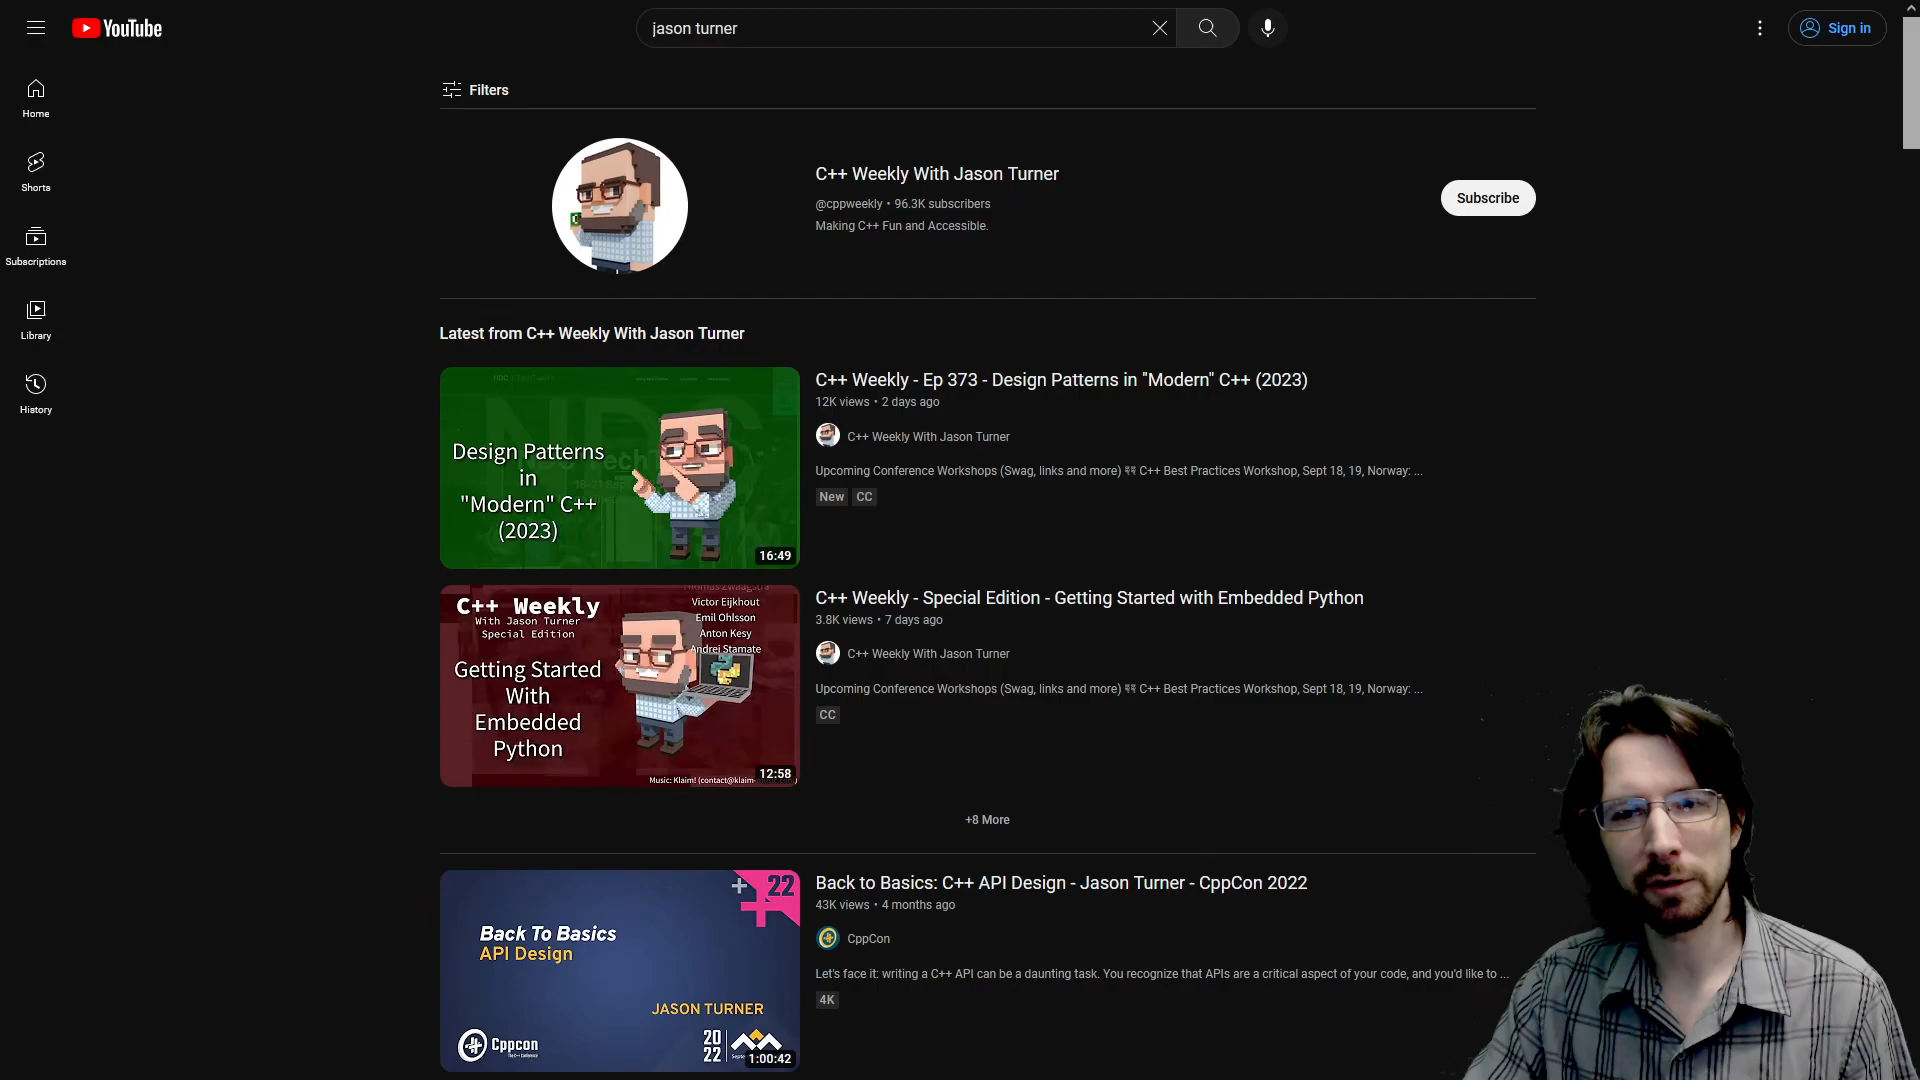 YouTube
jason turner
Sign in
Home
Shorts
Subscriptions
Library
History
Filters
C++ Weekly With Jason Turner
@cppweekly • 96.3K subscribers
Making C++ Fun and Accessible.
Subscribe
Latest from C++ Weekly With Jason Turner
Design Patterns
in
"Modern" C++
(2023)
16:49
C++ Weekly - Ep 373 - Design Patterns in "Modern" C++ (2023)
12K views • 2 days ago
C++ Weekly With Jason Turner
Upcoming Conference Workshops (Swag, links and more) C++ Best Practices Workshop, Sept 18, 19, Norway: ...
New CC
C++ Weekly
With Jason Turner
Special Edition
Getting Started
With
Embedded
Python
Thomas Zwaagstra
Victor Eijkhout
Emil Ohlsson
Anton Kesy
Andrei Stamate
Music: Klaim! (contact@klaim
12:58
C++ Weekly - Special Edition - Getting Started with Embedded Python
3.8K views • 7 days ago
C++ Weekly With Jason Turner
Upcoming Conference Workshops (Swag, links and more) C++ Best Practices Workshop, Sept 18, 19, Norway: ...
CC
+8 More
22
Back To Basics
API Design
JASON TURNER
Cppcon
The C++ Conference
20
22
1:00:42
Back to Basics: C++ API Design - Jason Turner - CppCon 2022
43K views • 4 months ago
CppCon
Let's face it: writing a C++ API can be a daunting task. You recognize that APIs are a critical aspect of your code, and you'd like to ...
4K